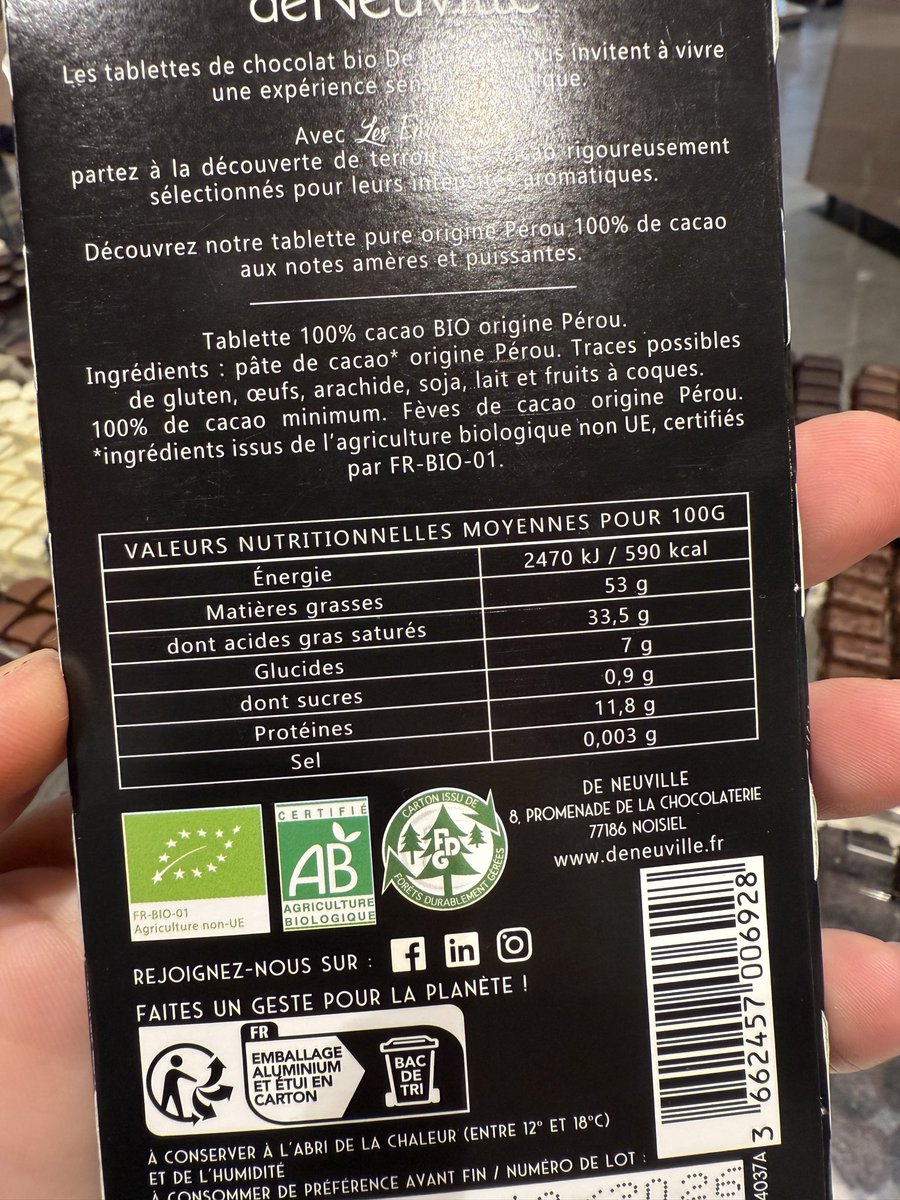 deNeuville
Les tablettes de chocolat bio De invitent à vivre
une expérience
Avec Les
partez à la découverte de rigoureusement
sélectionnés pour leurs intensités aromatiques.
Découvrez notre tablette pure origine Pérou 100% de cacao
aux notes amères et puissantes.
Tablette 100% cacao BIO origine Pérou.
Ingrédients : pâte de cacao* origine Pérou. Traces possibles
de gluten, œufs, arachide, soja, lait et fruits à coques.
100% de cacao minimum. Fèves de cacao origine Pérou.
*ingrédients issus de l'agriculture biologique non UE, certifiés
par FR-BIO-01.
VALEURS NUTRITIONNELLES MOYENNES POUR 100G
Énergie 2470 kJ / 590 kcal
Matières grasses 53 g
dont acides gras saturés 33,5 g
Glucides 7 g
dont sucres 0,9 g
Protéines 11,8 g
Sel 0,003 g
FR-BIO-01
Agriculture non-UE
CERTIFIÉ
AB
AGRICULTURE
BIOLOGIQUE
CARTON ISSU DE
FORÊTS DURABLEMENT GÉRÉES
DE NEUVILLE
8, PROMENADE DE LA CHOCOLATERIE
77186 NOISIEL
www.deneuville.fr
REJOIGNEZ-NOUS SUR : f in
FAITES UN GESTE POUR LA PLANÈTE !
FR
EMBALLAGE
ALUMINIUM
ET ÉTUI EN
CARTON
BAC
DE
TRI
3 662457 006928
À CONSERVER À L'ABRI DE LA CHALEUR (ENTRE 12° ET 18°C)
ET DE L'HUMIDITÉ
À CONSOMMER DE PRÉFÉRENCE AVANT FIN / NUMÉRO DE LOT :